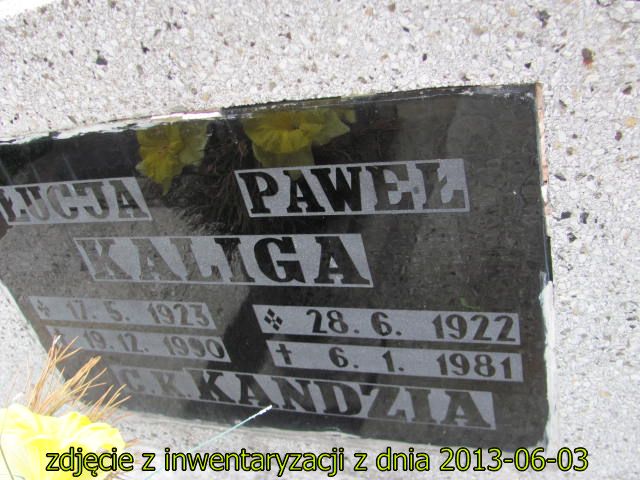 ŁUCJA PAWEŁ
KALIGA
17. 5. 1923 28. 6. 1922
19. 12. 1990 ✝ 6. 1. 1981
C. K. KANDZIA
zdjęcie z inwentaryzacji z dnia 2013-06-03